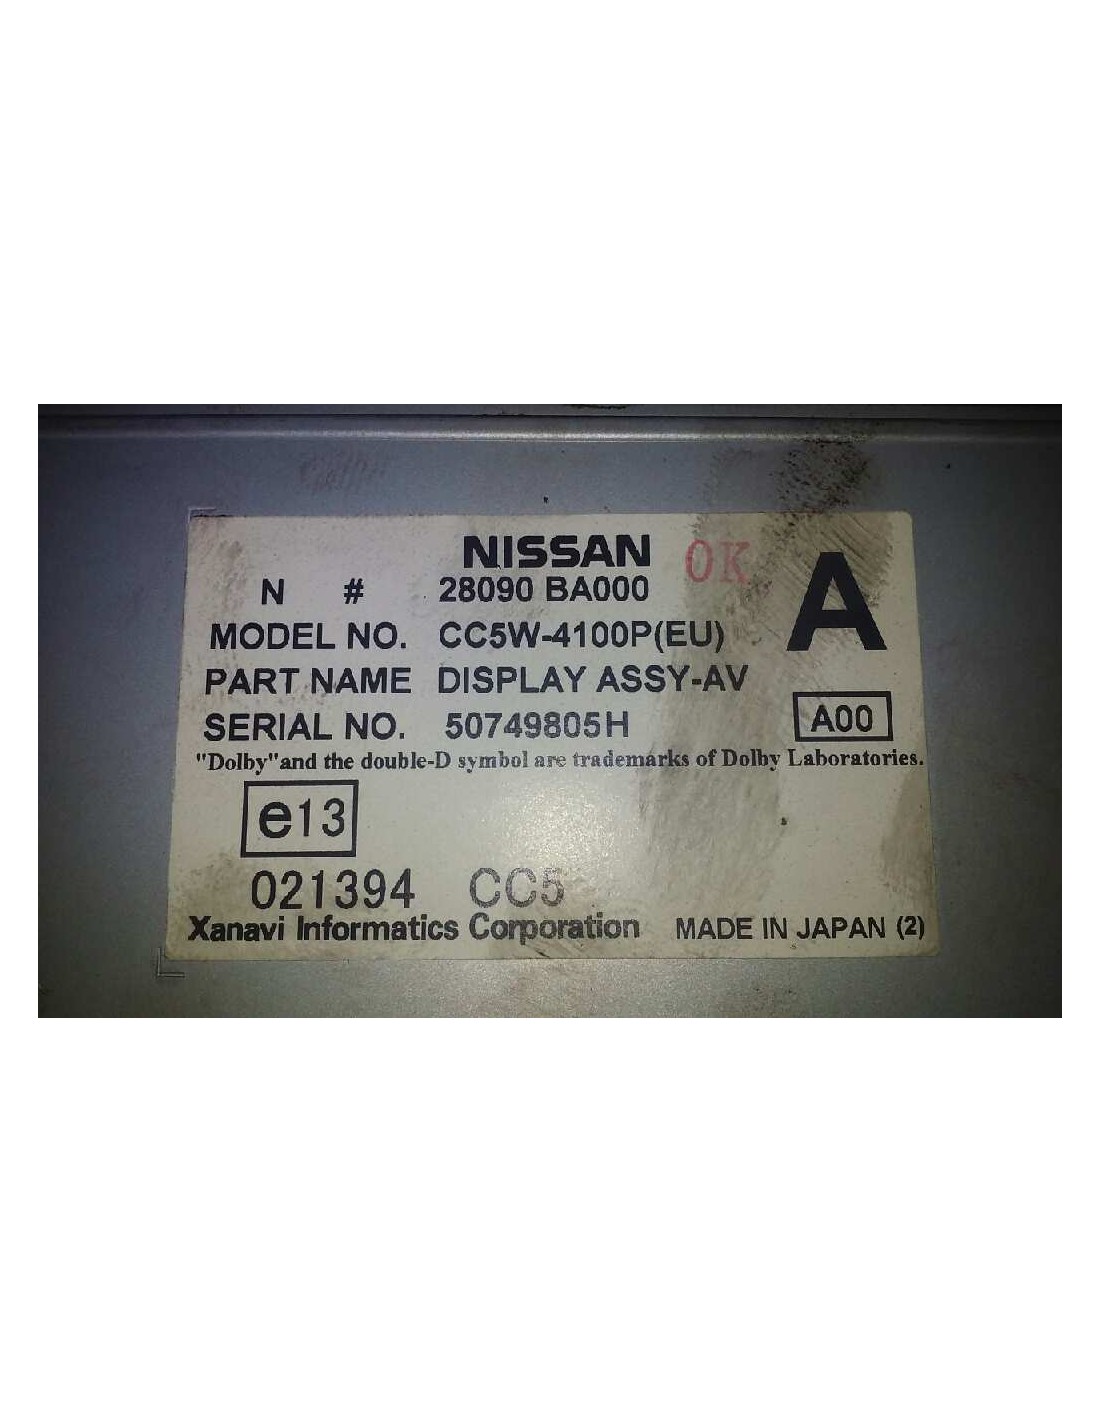 NISSAN OK
N # 28090 BA000 A
MODEL NO. CC5W-4100P(EU)
PART NAME DISPLAY ASSY-AV
SERIAL NO. 50749805H A00
"Dolby"and the double-D symbol are trademarks of Dolby Laboratories.
e13
021394 CC5
Xanavi Informatics Corporation MADE IN JAPAN (2)